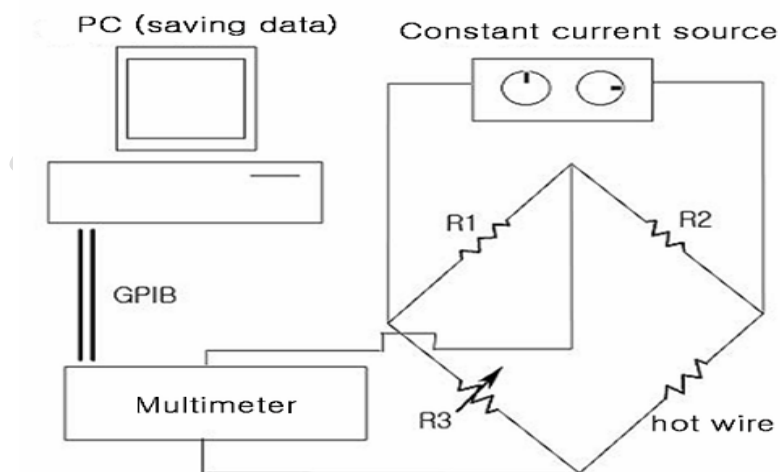 PC (saving data)
Constant current source
R1
R2
GPIB
Multimeter
R3
hot wire